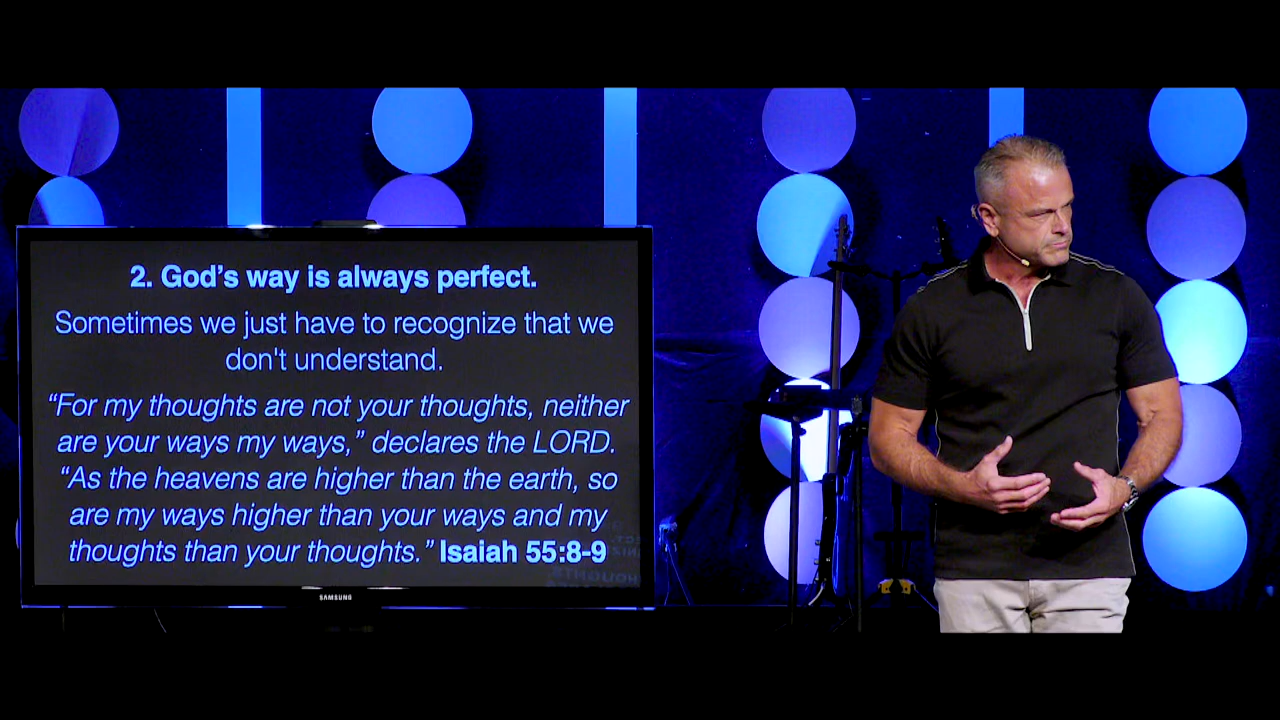 2. God's way is always perfect.
Sometimes we just have to recognize that we
don't understand.
“For my thoughts are not your thoughts, neither
are your ways my ways,” declares the LORD.
“As the heavens are higher than the earth, so
are my ways higher than your ways and my
thoughts than your thoughts.” Isaiah 55:8-9
SAMSUNG